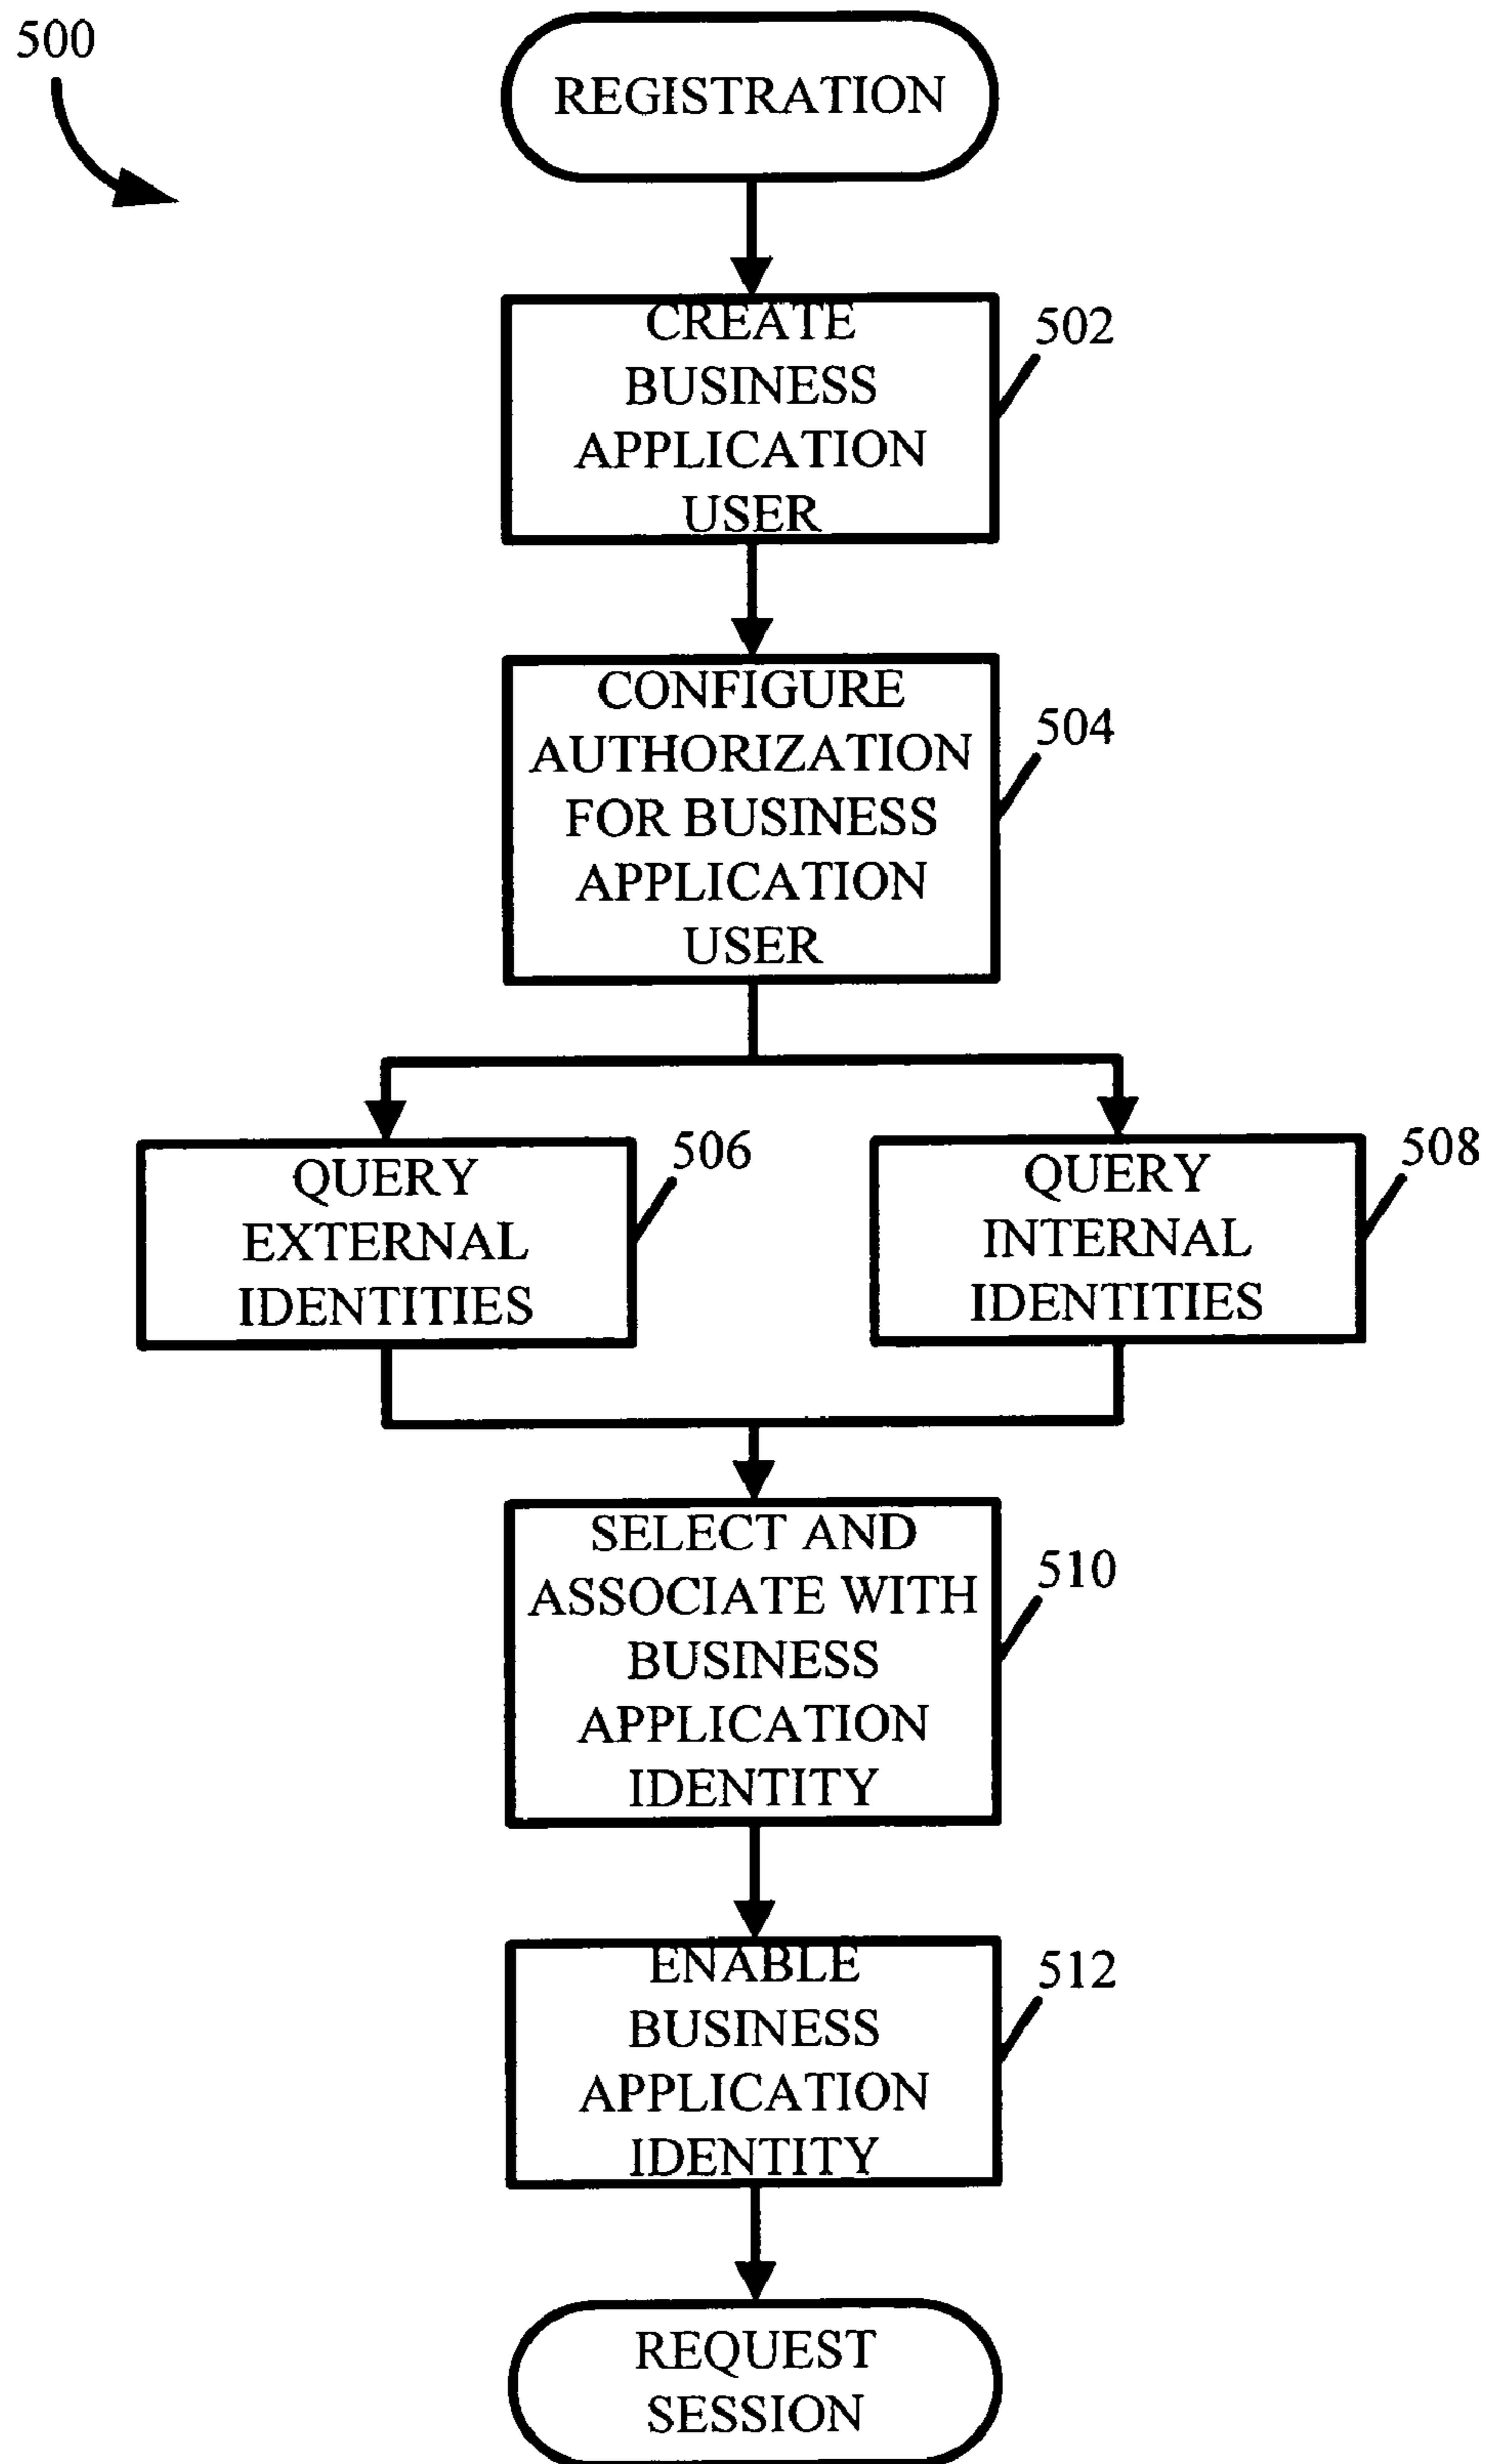 500
REGISTRATION
CREATE
BUSINESS
APPLICATION
USER
502
CONFIGURE
AUTHORIZATION
FOR BUSINESS
APPLICATION
USER
504
QUERY
EXTERNAL
IDENTITIES
506
QUERY
INTERNAL
IDENTITIES
508
SELECT AND
ASSOCIATE WITH
BUSINESS
APPLICATION
IDENTITY
510
ENABLE
BUSINESS
APPLICATION
IDENTITY
512
REQUEST
SESSION